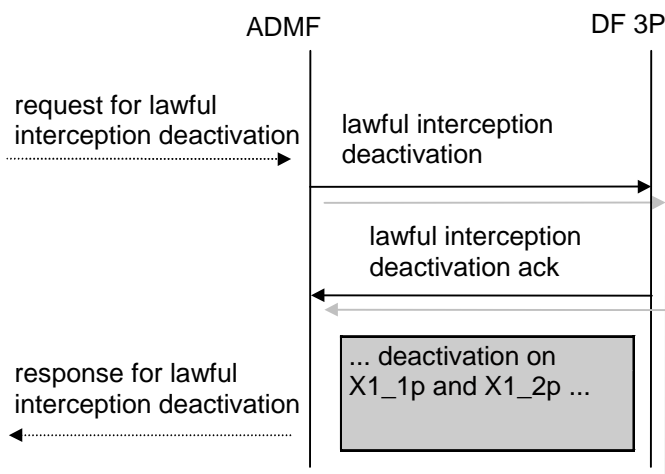 ADMF
DF 3P
request for lawful
interception deactivation
lawful interception
deactivation
lawful interception
deactivation ack
... deactivation on
X1_1p and X1_2p ...
response for lawful
interception deactivation